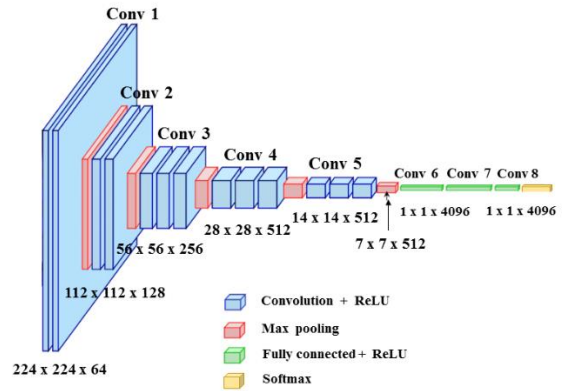 Conv 1
Conv 2
Conv 3
Conv 4
Conv 5
Conv 6
Conv 7
Conv 8
224 x 224 x 64
112 x 112 x 128
56 x 56 x 256
28 x 28 x 512
14 x 14 x 512
7 x 7 x 512
1 x 1 x 4096
1 x 1 x 4096
Convolution + ReLU
Max pooling
Fully connected + ReLU
Softmax